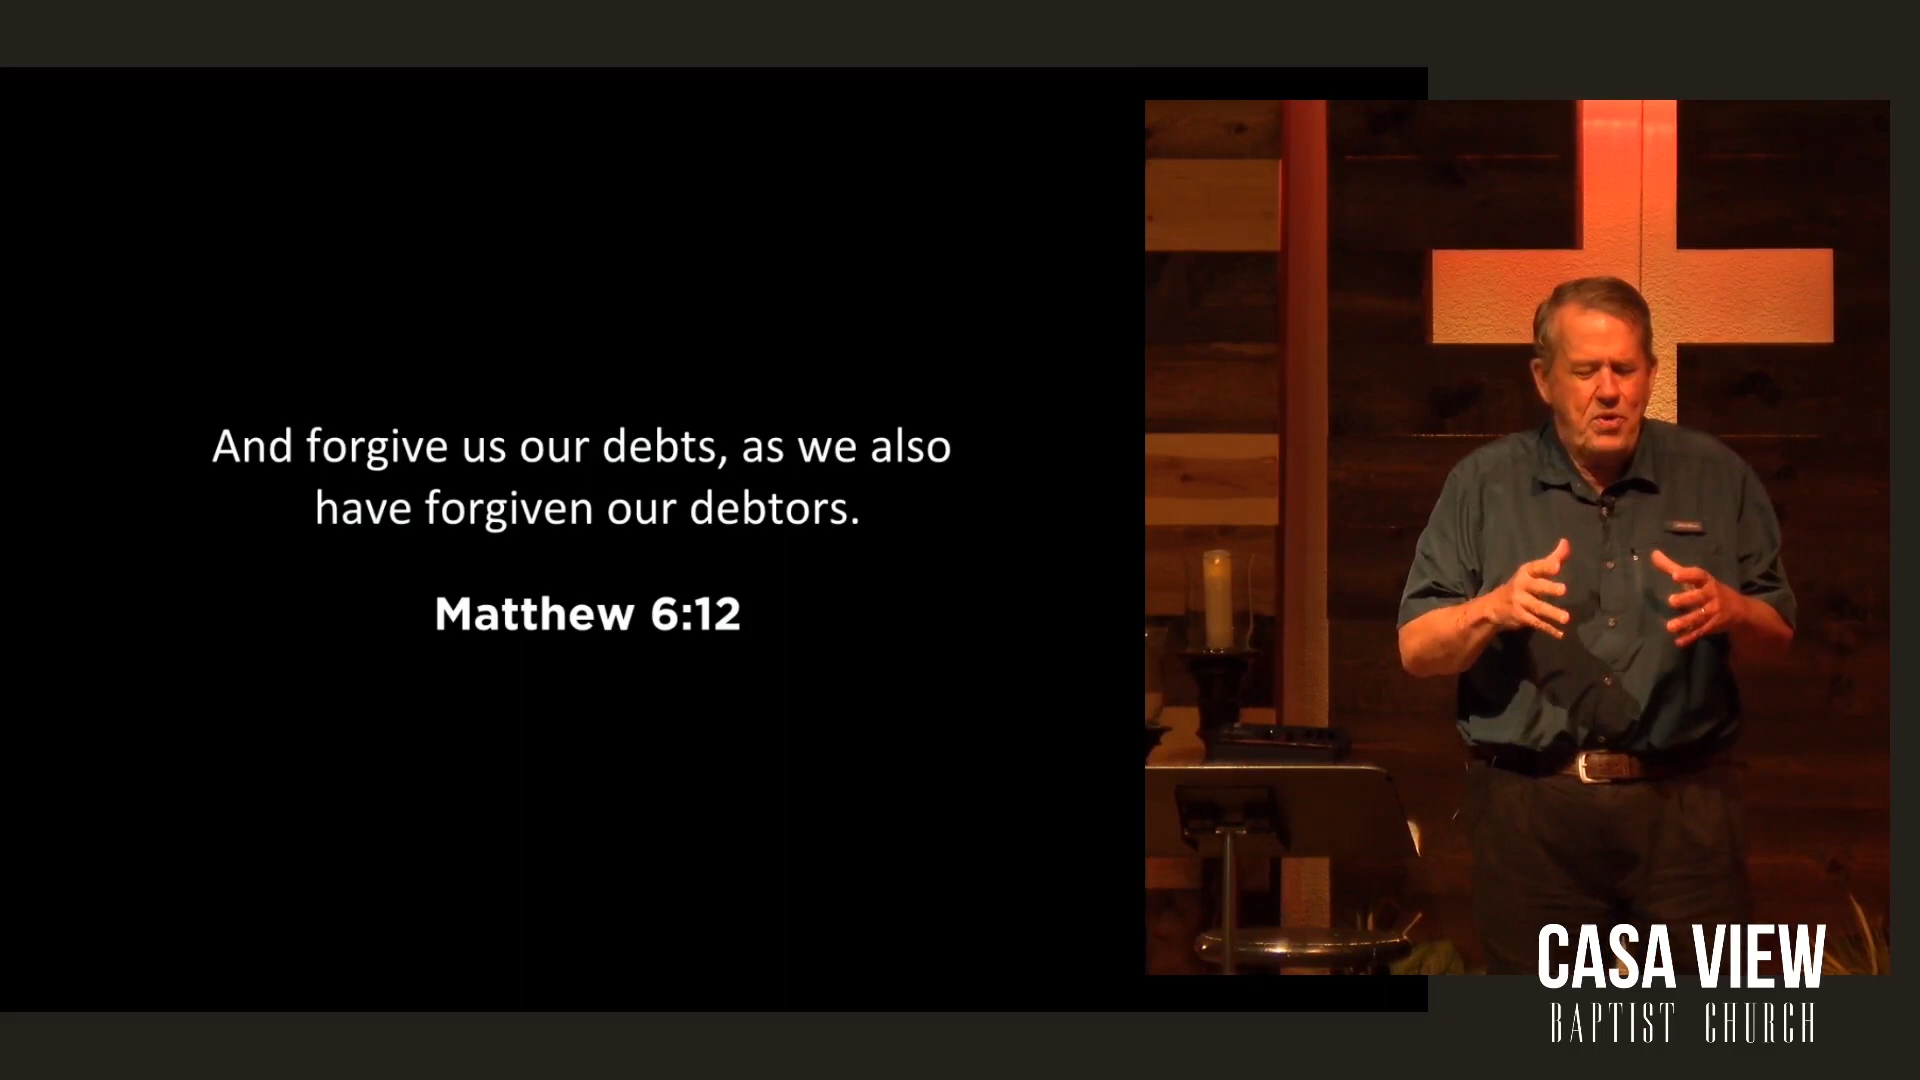 And forgive us our debts, as we also
have forgiven our debtors.
Matthew 6:12
CASA VIEW
BAPTIST CHURCH